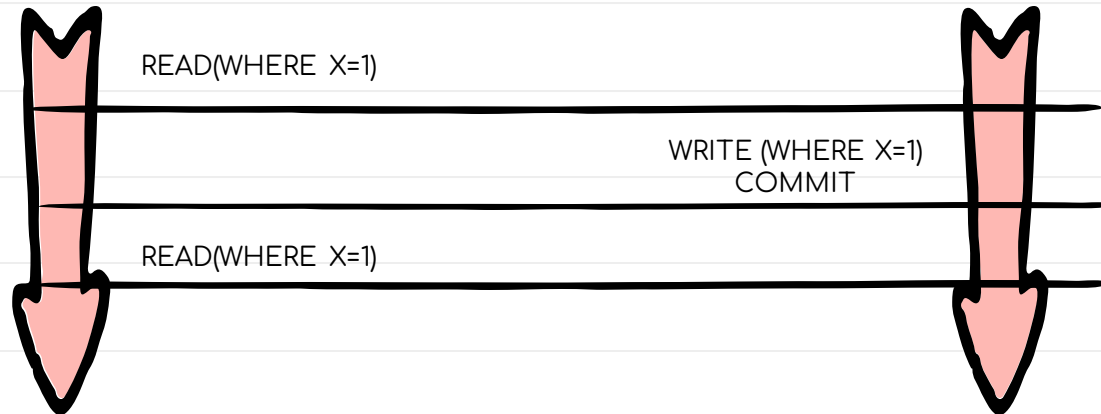 READ(WHERE X=1)
WRITE (WHERE X=1)
COMMIT
READ(WHERE X=1)